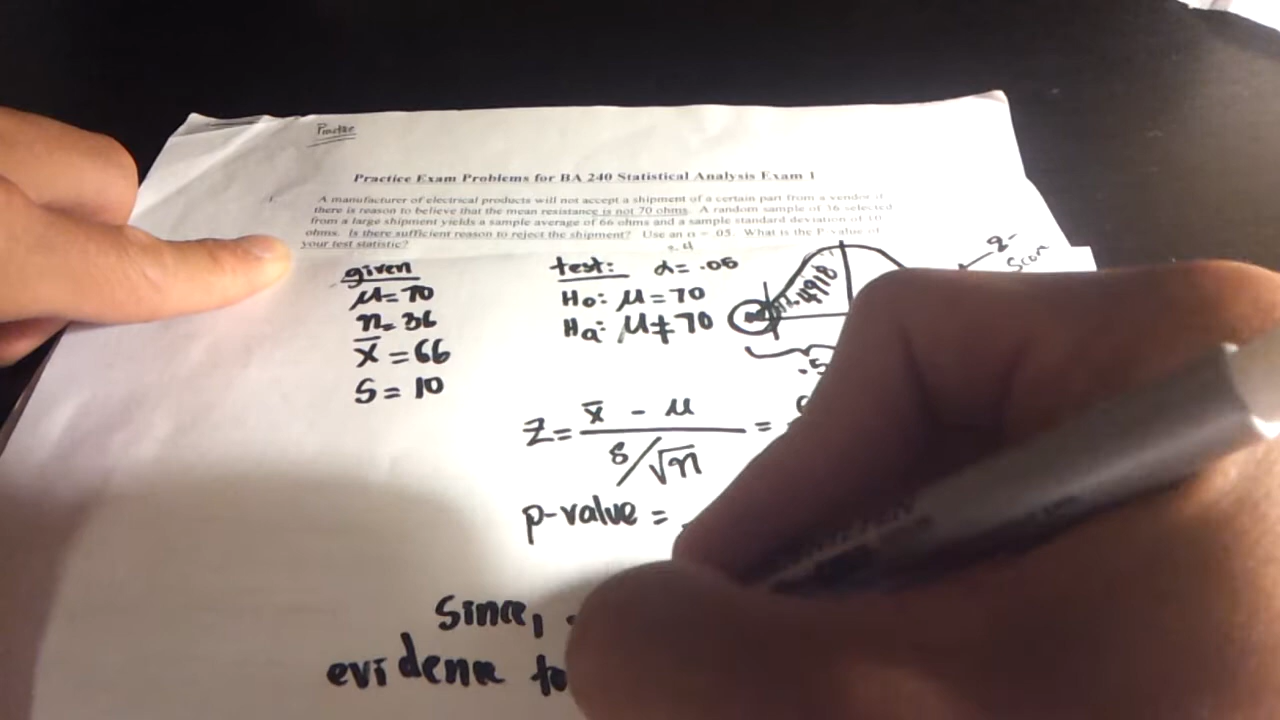 Practice Exam Problems for BA 240 Statistical Analysis Exam 1
1. A manufacturer of electrical products will not accept a shipment of a certain part from a vendor if
there is reason to believe that the mean resistance is not 70 ohms. A random sample of 36 selected
from a large shipment yields a sample average of 66 ohms and a sample standard deviation of 10
ohms. Is there sufficient reason to reject the shipment? Use an α = .05. What is the P-value of
your test statistic?
given
μ=70
n=36
x̄=66
S=10
test: α=.05
Ho: μ=70
Ha: μ≠70
.4918
z-
Scor
.5
Z= x̄ - μ / s/√n =
p-value =
Since,
evidence to